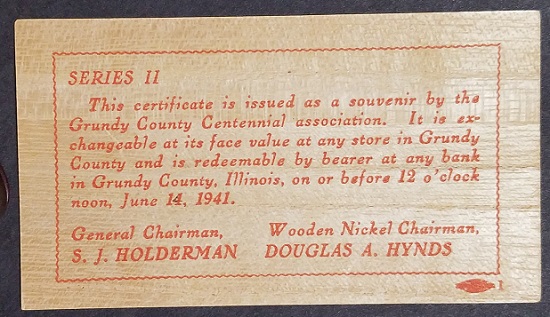 SERIES II
This certificate is issued as a souvenir by the
Grundy County Centennial association. It is ex-
changeable at its face value at any store in Grundy
County and is redeemable by bearer at any bank
in Grundy County, Illinois, on or before 12 o'clock
noon, June 14, 1941.
General Chairman, Wooden Nickel Chairman,
S. J. HOLDERMAN DOUGLAS A. HYNDS
1